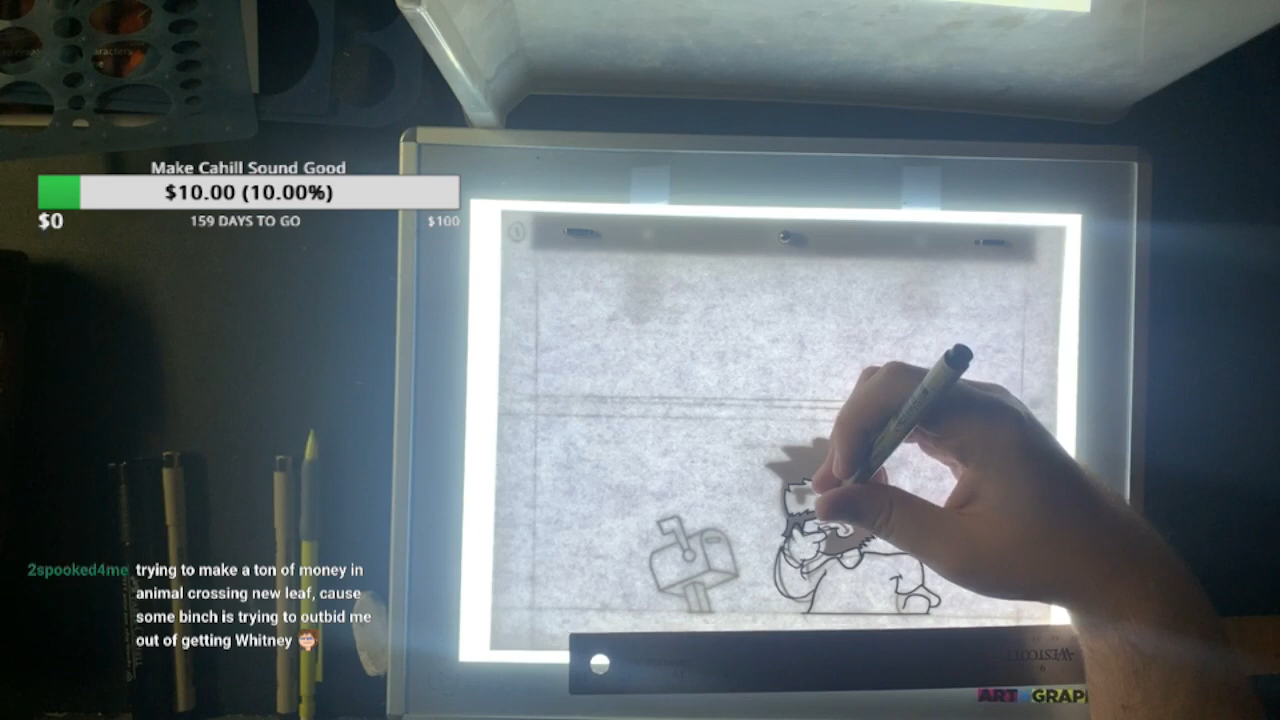 Make Cahill Sound Good
$10.00 (10.00%)
$0
159 DAYS TO GO
$100
2spooked4me trying to make a ton of money in
animal crossing new leaf, cause
some binch is trying to outbid me
out of getting Whitney
WESTCOTT